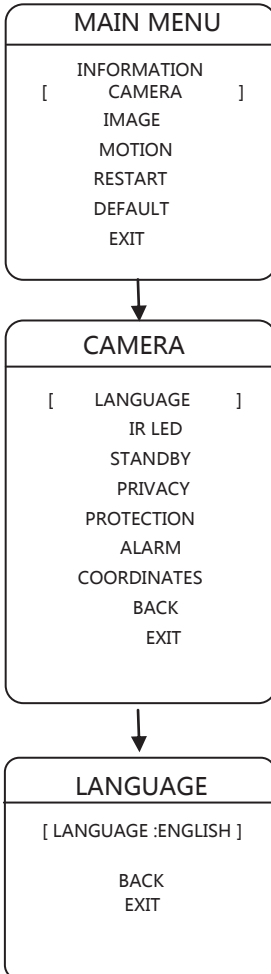 MAIN MENU
INFORMATION
[ CAMERA ]
IMAGE
MOTION
RESTART
DEFAULT
EXIT
CAMERA
[ LANGUAGE ]
IR LED
STANDBY
PRIVACY
PROTECTION
ALARM
COORDINATES
BACK
EXIT
LANGUAGE
[ LANGUAGE :ENGLISH ]
BACK
EXIT